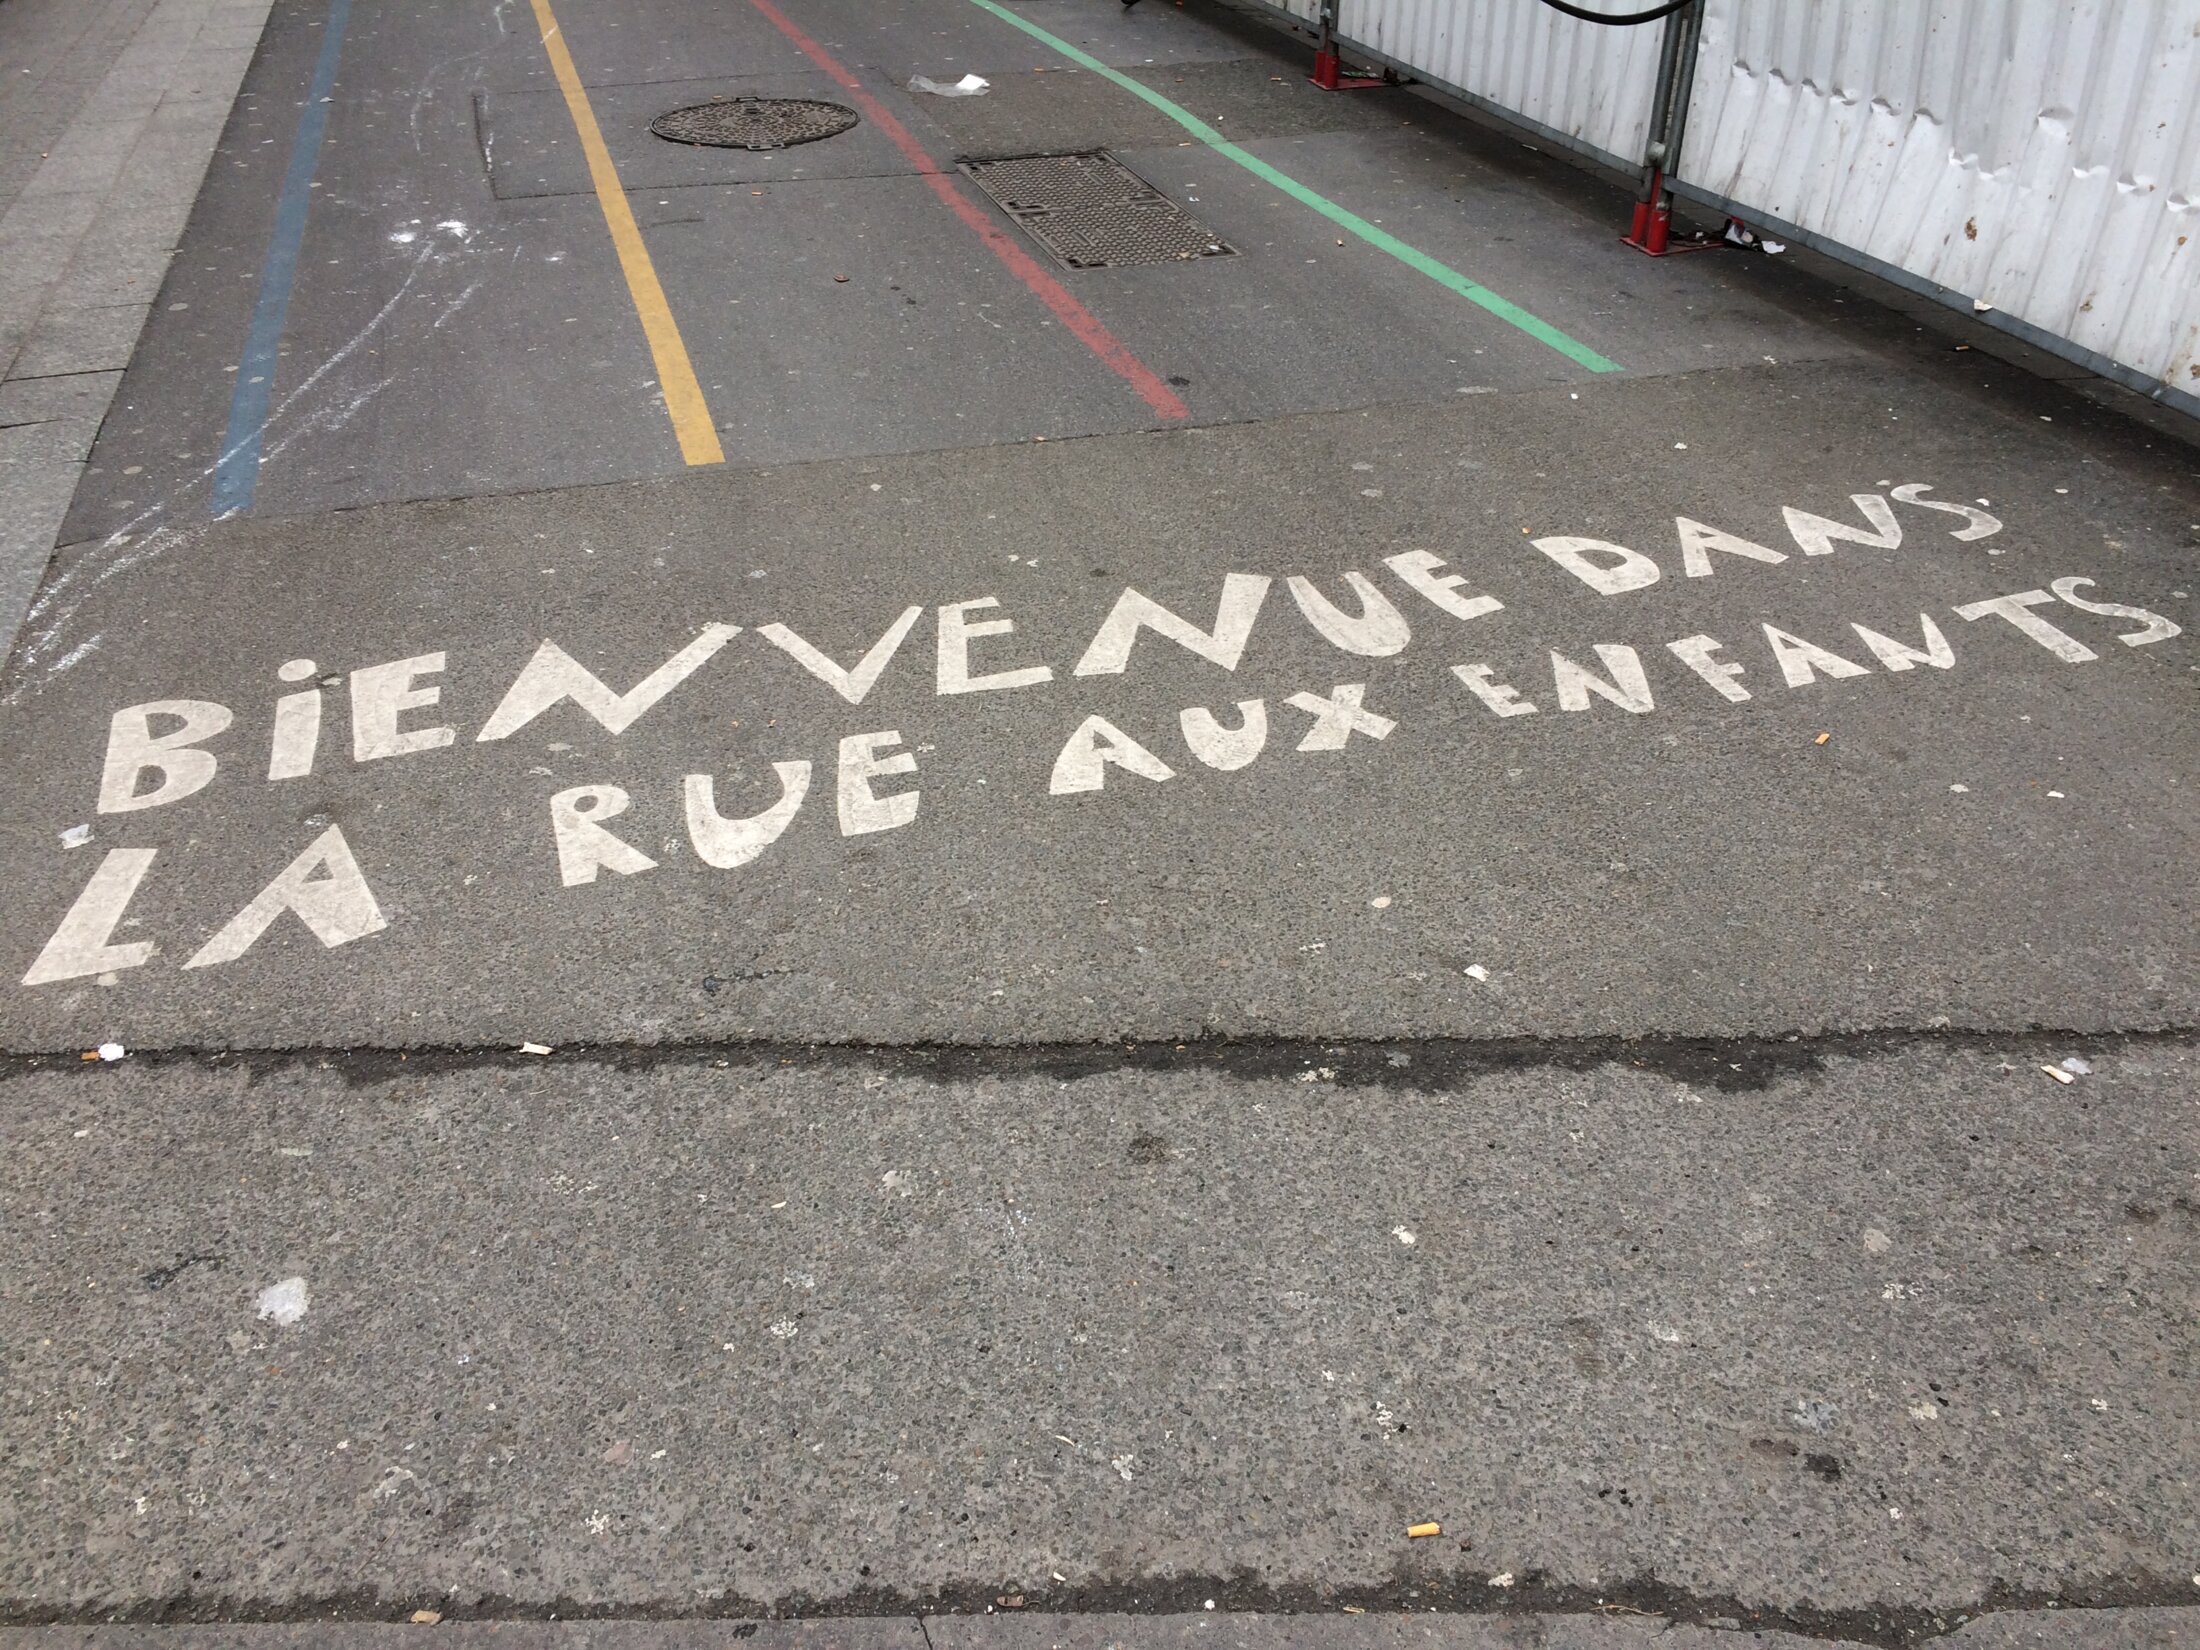 BiENVENUE DANS
LA RUE AUX ENFANTS